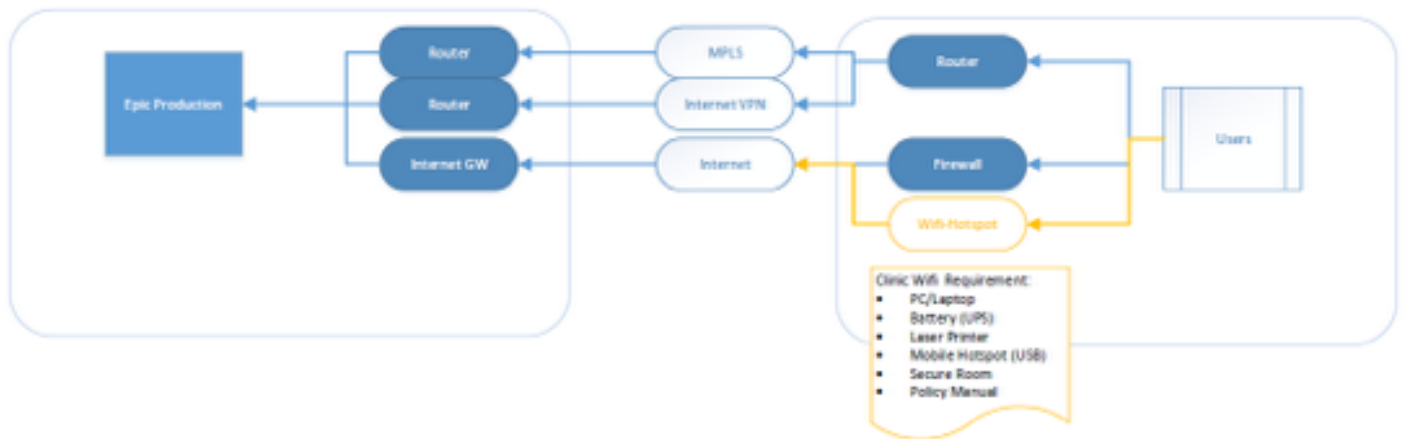 Epic Production
Router
Router
Internet GW
MPLS
Internet VPN
Internet
Router
Firewall
Wifi-Hotspot
Users
Clinic Wifi Requirement:
▪ PC/Laptop
▪ Battery (UPS)
▪ Laser Printer
▪ Mobile Hotspot (USB)
▪ Secure Room
▪ Policy Manual